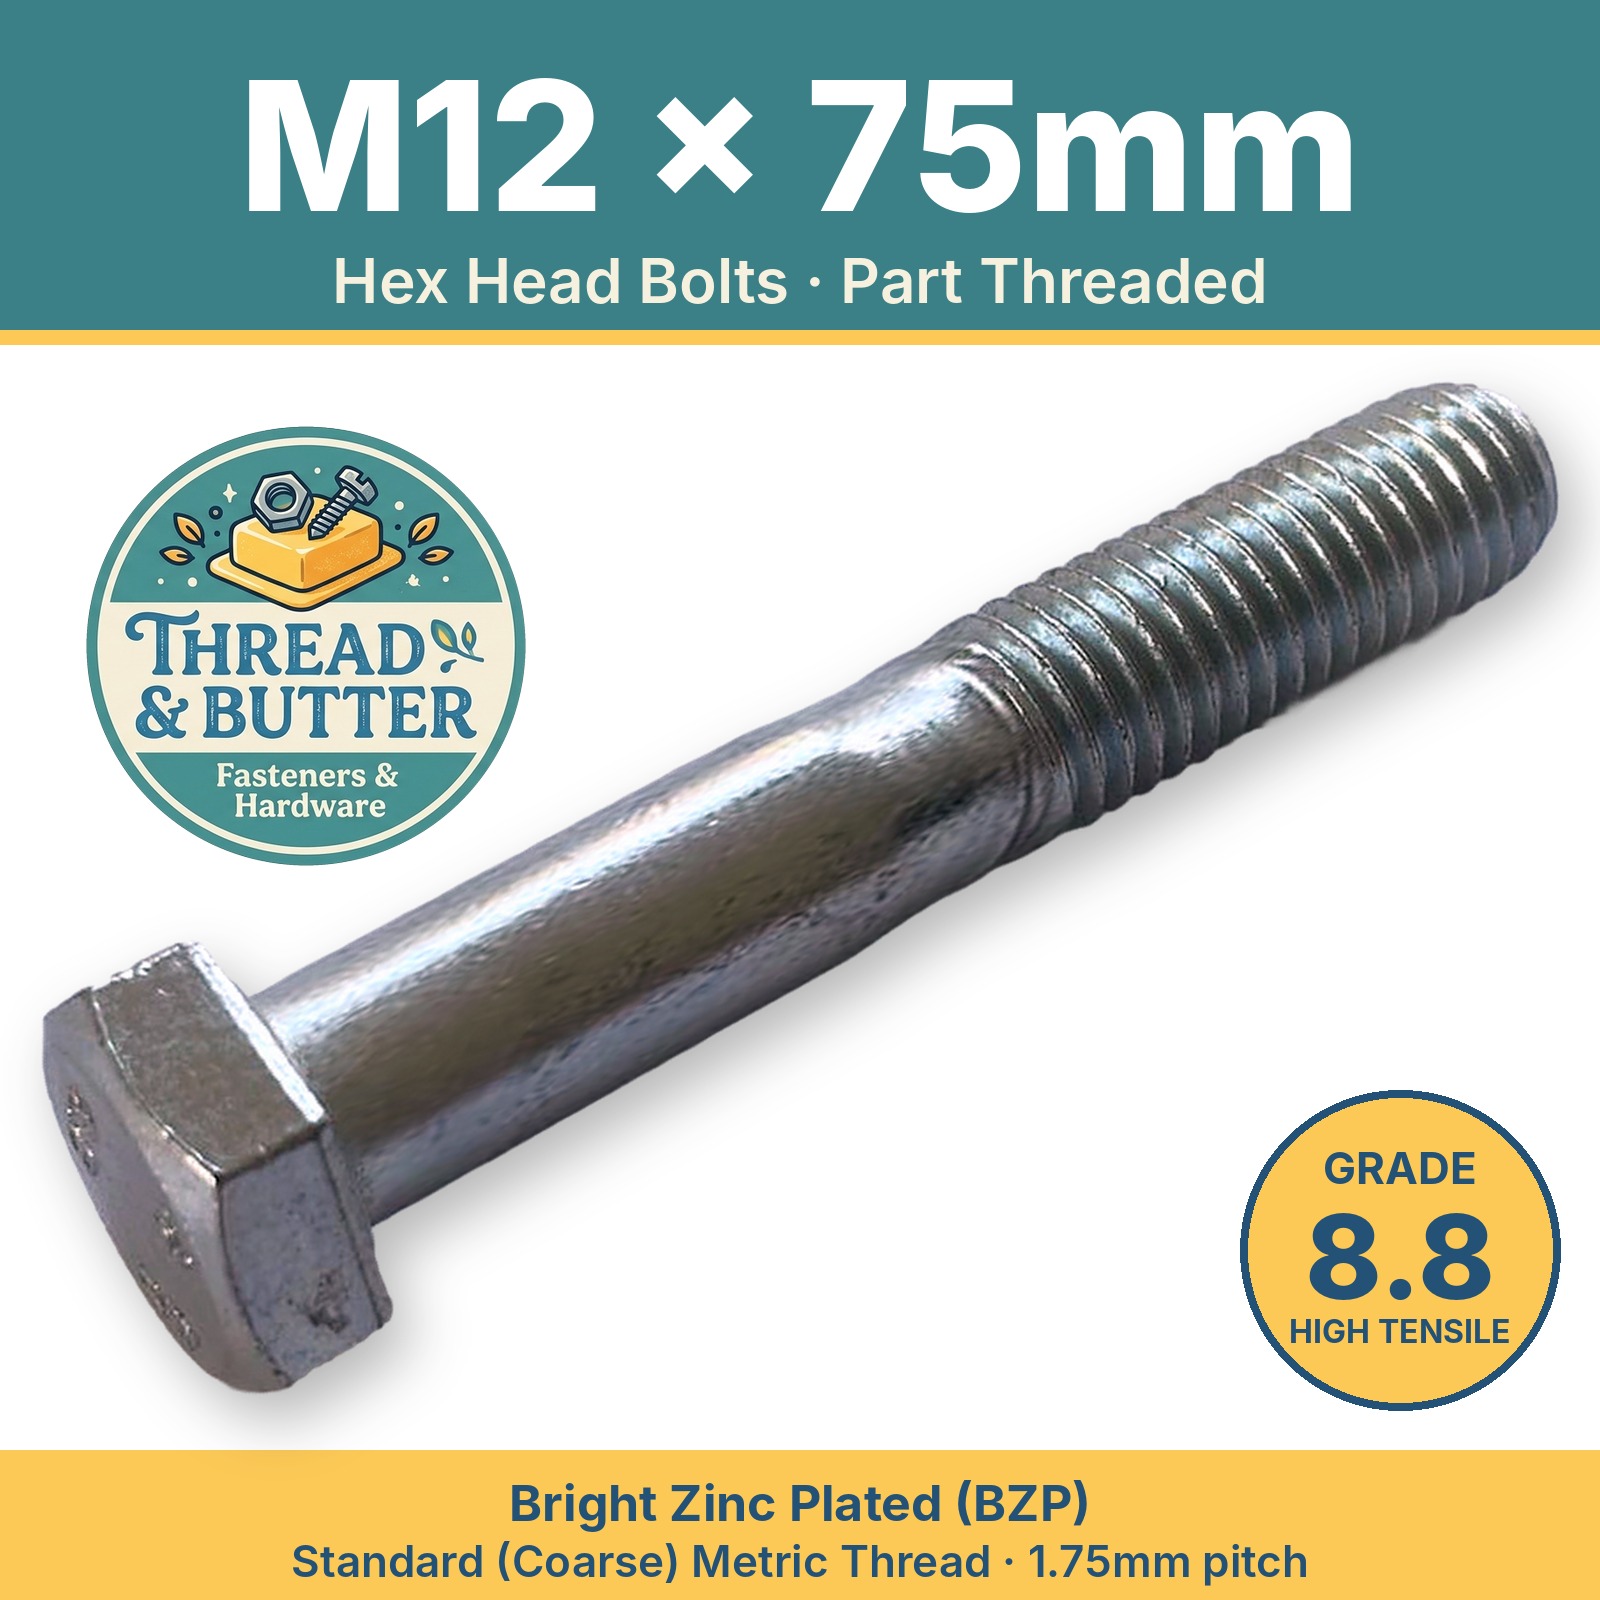 M12 × 75mm
Hex Head Bolts · Part Threaded
THREAD
& BUTTER
Fasteners &
Hardware
GRADE
8.8
HIGH TENSILE
Bright Zinc Plated (BZP)
Standard (Coarse) Metric Thread · 1.75mm pitch